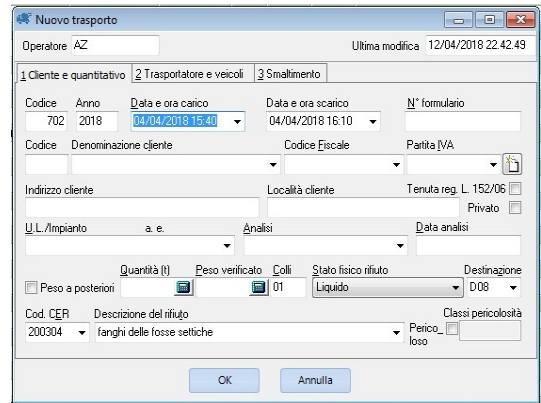 Nuovo trasporto
Operatore AZ Ultima modifica 12/04/2018 22.42.49
1 Cliente e quantitativo 2 Trasportatore e veicoli 3 Smaltimento
Codice Anno Data e ora carico Data e ora scarico N° formulario
702 2018 04/04/2018 15:40 04/04/2018 16:10
Codice Denominazione cliente Codice Fiscale Partita IVA
Indirizzo cliente Località cliente Tenuta reg. L. 152/06
Privato
U.L./Impianto a. e. Analisi Data analisi
Quantità (t) Peso verificato Colli Stato fisico rifiuto Destinazione
Peso a posteriori 01 Liquido D08
Cod. CER Descrizione del rifiuto Classi pericolosità
200304 fanghi delle fosse settiche Perico_
loso
OK Annulla